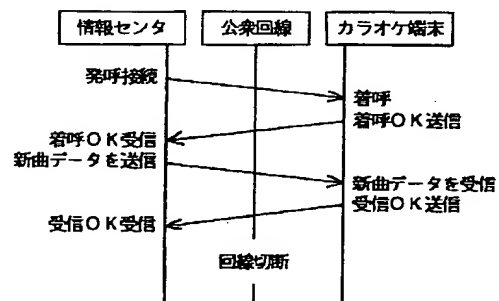 情報センタ
公衆回線
カラオケ端末
発呼接続
着呼
着呼OK送信
着呼OK受信
新曲データを送信
新曲データを受信
受信OK送信
受信OK受信
回線切断